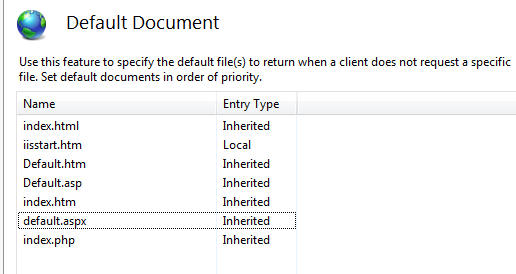 Default Document
Use this feature to specify the default file(s) to return when a client does not request a specific
file. Set default documents in order of priority.
Name Entry Type
index.html Inherited
iisstart.htm Local
Default.htm Inherited
Default.asp Inherited
index.htm Inherited
default.aspx Inherited
index.php Inherited